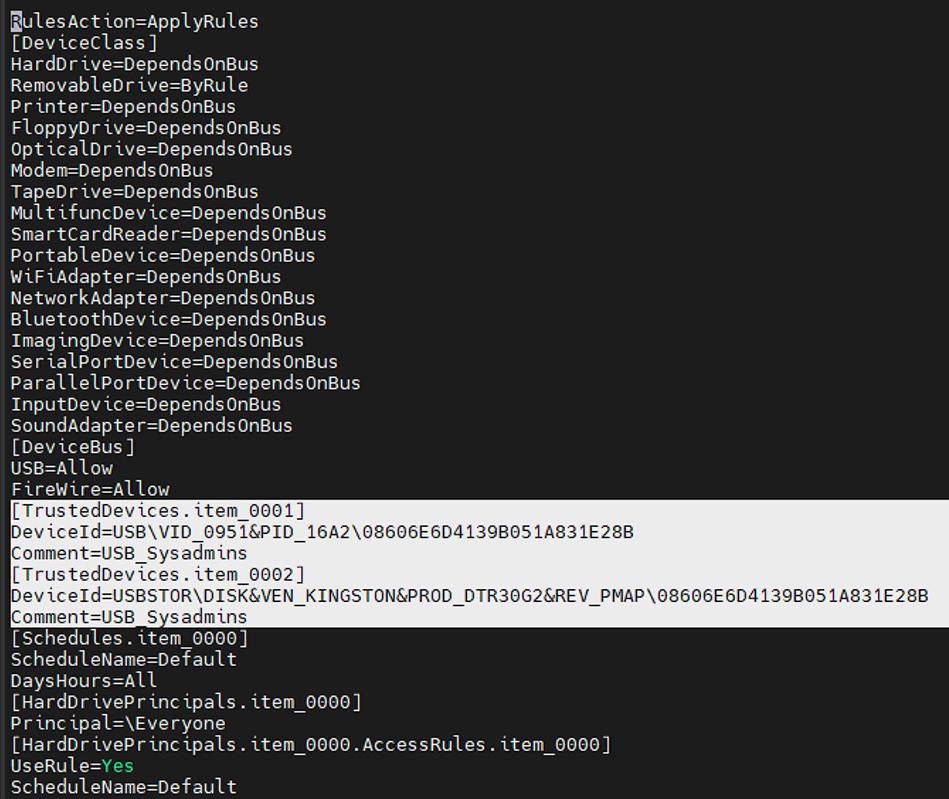 RulesAction=ApplyRules
[DeviceClass]
HardDrive=DependsOnBus
RemovableDrive=ByRule
Printer=DependsOnBus
FloppyDrive=DependsOnBus
OpticalDrive=DependsOnBus
Modem=DependsOnBus
TapeDrive=DependsOnBus
MultifuncDevice=DependsOnBus
SmartCardReader=DependsOnBus
PortableDevice=DependsOnBus
WiFiAdapter=DependsOnBus
NetworkAdapter=DependsOnBus
BluetoothDevice=DependsOnBus
ImagingDevice=DependsOnBus
SerialPortDevice=DependsOnBus
ParallelPortDevice=DependsOnBus
InputDevice=DependsOnBus
SoundAdapter=DependsOnBus
[DeviceBus]
USB=Allow
FireWire=Allow
[TrustedDevices.item_0001]
DeviceId=USB\VID_0951&PID_16A2\08606E6D4139B051A831E28B
Comment=USB_Sysadmins
[TrustedDevices.item_0002]
DeviceId=USBSTOR\DISK&VEN_KINGSTON&PROD_DTR30G2&REV_PMAP\08606E6D4139B051A831E28B
Comment=USB_Sysadmins
[Schedules.item_0000]
ScheduleName=Default
DaysHours=All
[HardDrivePrincipals.item_0000]
Principal=\Everyone
[HardDrivePrincipals.item_0000.AccessRules.item_0000]
UseRule=Yes
ScheduleName=Default